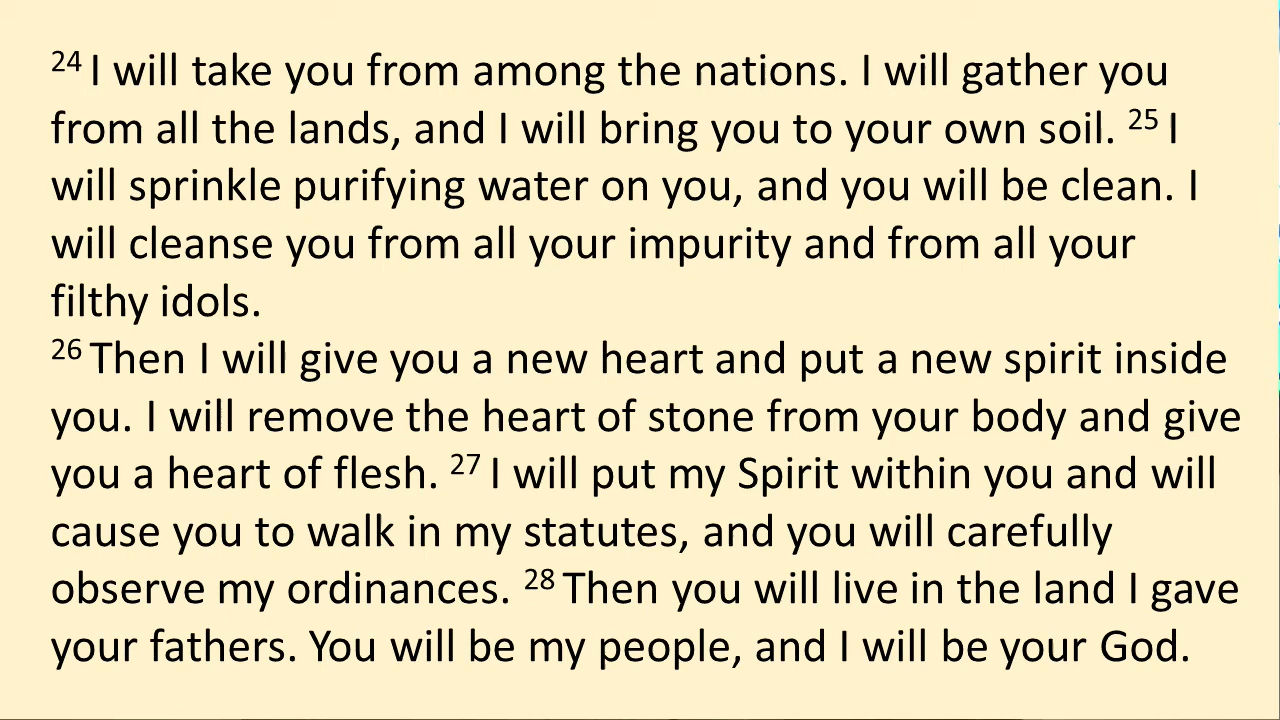 24 I will take you from among the nations. I will gather you
from all the lands, and I will bring you to your own soil. 25 I
will sprinkle purifying water on you, and you will be clean. I
will cleanse you from all your impurity and from all your
filthy idols.
26 Then I will give you a new heart and put a new spirit inside
you. I will remove the heart of stone from your body and give
you a heart of flesh. 27 I will put my Spirit within you and will
cause you to walk in my statutes, and you will carefully
observe my ordinances. 28 Then you will live in the land I gave
your fathers. You will be my people, and I will be your God.